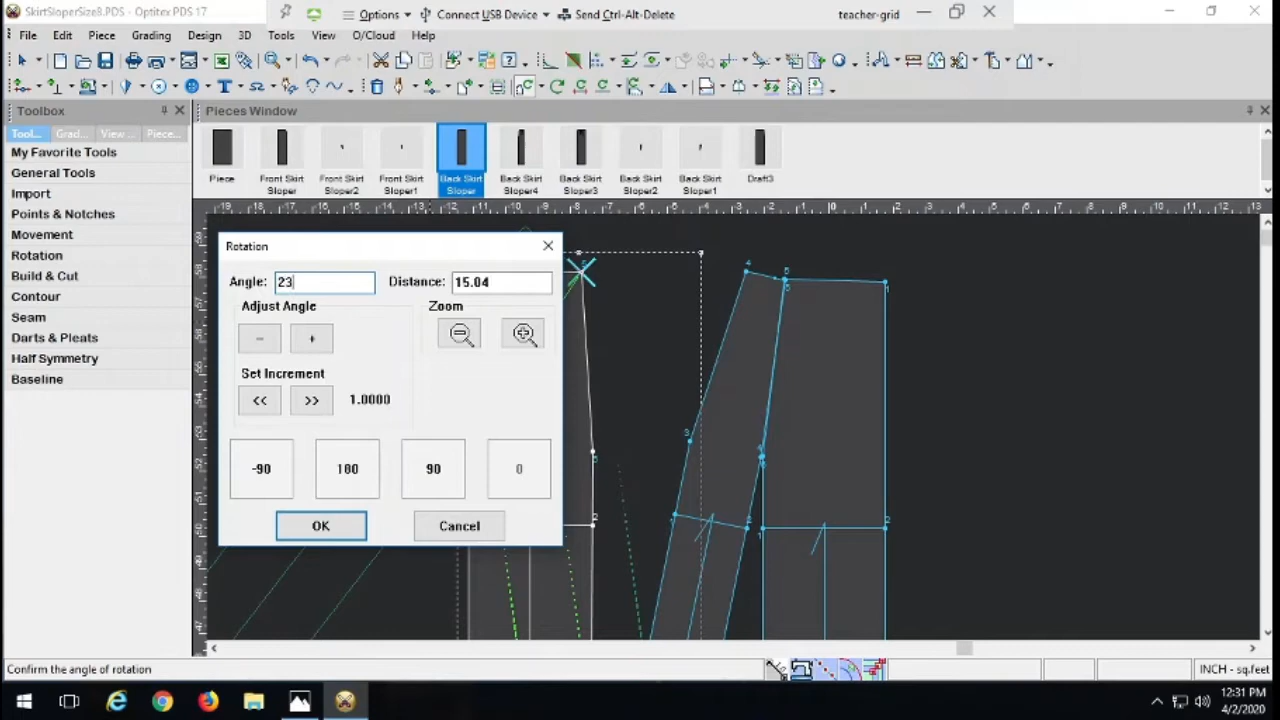 SkirtSloperSize8.PDS - Optitex PDS 17
Options
Connect USB Device
Send Ctrl-Alt-Delete
teacher-grid
File Edit Piece Grading Design 3D Tools View O/Cloud Help
Toolbox
Tool... Grad... View ... Piece...
My Favorite Tools
General Tools
Import
Points & Notches
Movement
Rotation
Build & Cut
Contour
Seam
Darts & Pleats
Half Symmetry
Baseline
Pieces Window
Piece
Front Skirt Sloper
Front Skirt Sloper2
Front Skirt Sloper1
Back Skirt Sloper
Back Skirt Sloper4
Back Skirt Sloper3
Back Skirt Sloper2
Back Skirt Sloper1
Draft3
Rotation
Angle: 23 Distance: 15.04
Adjust Angle Zoom
- +
Set Increment
<< >> 1.0000
-90 180 90 0
OK Cancel
Confirm the angle of rotation
INCH - sq.feet
12:31 PM
4/2/2020